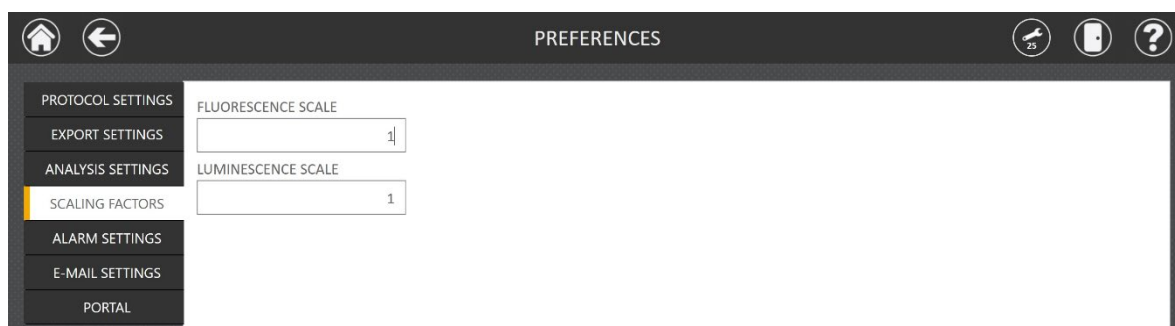 PREFERENCES
25
?
PROTOCOL SETTINGS
EXPORT SETTINGS
ANALYSIS SETTINGS
SCALING FACTORS
ALARM SETTINGS
E-MAIL SETTINGS
PORTAL
FLUORESCENCE SCALE
1
LUMINESCENCE SCALE
1